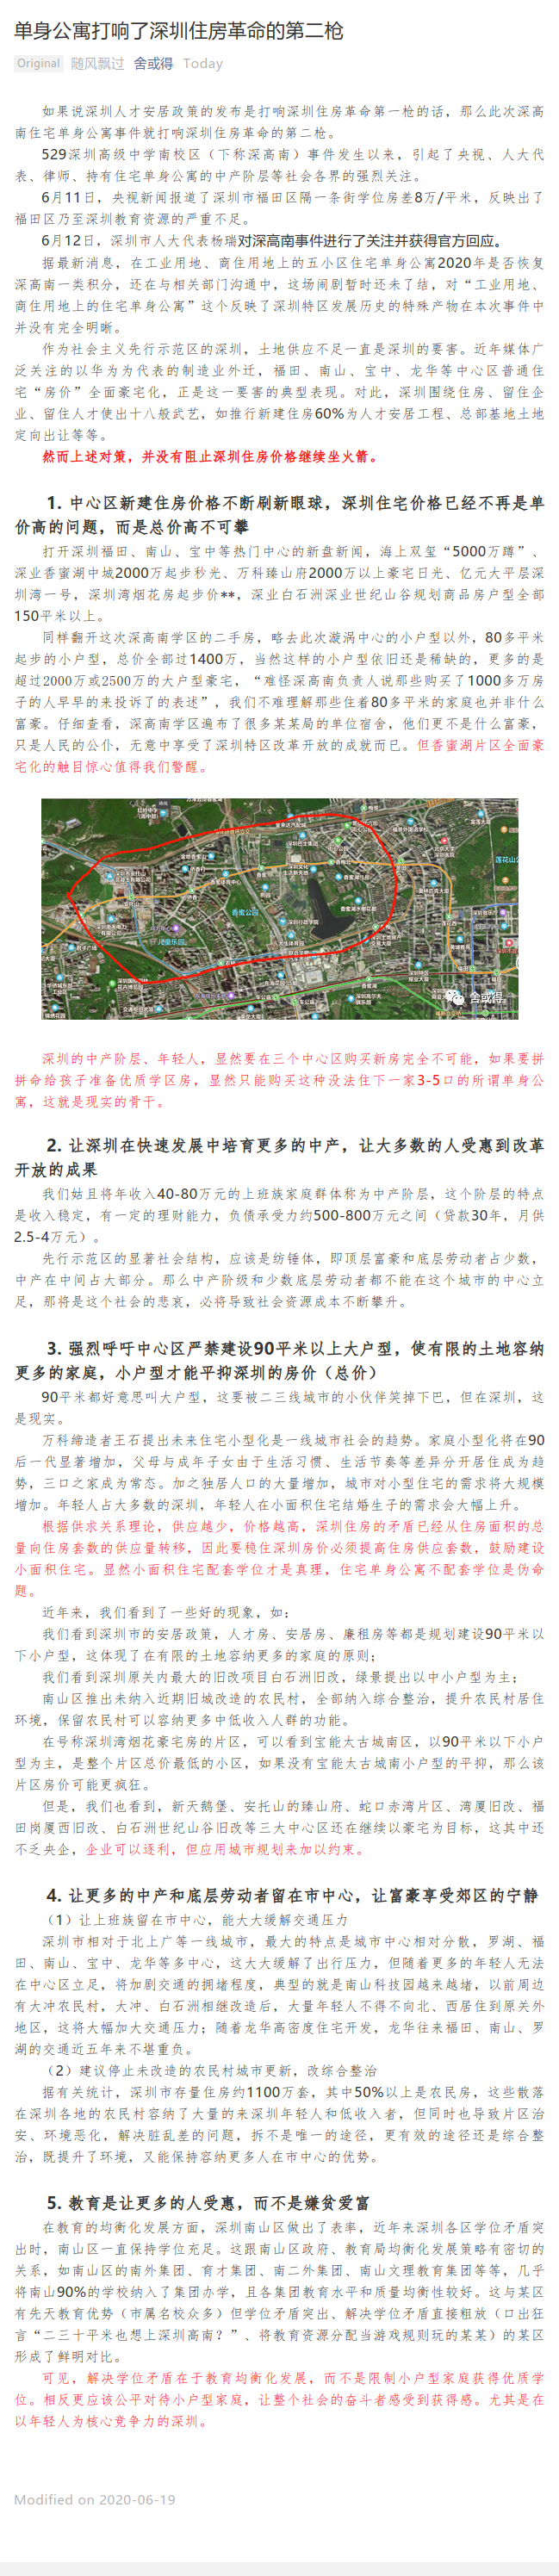 单身公寓打响了深圳住房革命的第二枪
Original 随风飘过 舍或得 Today
如果说深圳人才安居政策的发布是打响深圳住房革命第一枪的话，那么此次深高
南住宅单身公寓事件就打响深圳住房革命的第二枪。
529深圳高级中学南校区（下称深高南）事件发生以来，引起了央视、人大代
表、律师、持有住宅单身公寓的中产阶层等社会各界的强烈关注。
6月11日，央视新闻报道了深圳市福田区隔一条街学位房差8万/平米，反映出了
福田区乃至深圳教育资源的严重不足。
6月12日，深圳市人大代表杨瑞对深高南事件进行了关注并获得官方回应。
据最新消息，在工业用地、商住用地上的五小区住宅单身公寓2020年是否恢复
深高南一类积分，还在与相关部门沟通中，这场闹剧暂时还未了结，对“工业用地、
商住用地上的住宅单身公寓”这个反映了深圳特区发展历史的特殊产物在本次事件中
并没有完全明晰。
作为社会主义先行示范区的深圳，土地供应不足一直是深圳的要害。近年媒体广
泛关注的以华为为代表的制造业外迁，福田、南山、宝中、龙华等中心区普通住
宅“房价”全面豪宅化，正是这一要害的典型表现。对此，深圳围绕住房、留住企
业、留住人才使出十八般武艺，如推行新建住房60%为人才安居工程、总部基地土地
定向出让等等。
然而上述对策，并没有阻止深圳住房价格继续坐火箭。
1. 中心区新建住房价格不断刷新眼球，深圳住宅价格已经不再是单
价高的问题，而是总价高不可攀
打开深圳福田、南山、宝中等热门中心的新盘新闻，海上双玺“5000万蹲”、
深业香蜜湖中城2000万起步秒光、万科臻山府2000万以上豪宅日光、亿元大平层深
圳湾一号，深圳湾烟花房起步价**，深业白石洲深业世纪山谷规划商品房户型全部
150平米以上。
同样翻开这次深高南学区的二手房，略去此次漩涡中心的小户型以外，80多平米
起步的小户型，总价全部过1400万，当然这样的小户型依旧还是稀缺的，更多的是
超过2000万或2500万的大户型豪宅，“难怪深高南负责人说那些购买了1000多万房
子的人早早的来投诉了的表述”，我们不难理解那些住着80多平米的家庭也并非什么
富豪。仔细查看，深高南学区遍布了很多某某局的单位宿舍，他们更不是什么富豪，
只是人民的公仆，无意中享受了深圳特区改革开放的成就而已。但香蜜湖片区全面豪
宅化的触目惊心值得我们警醒。
香蜜公园
舍或得
深圳的中产阶层、年轻人，显然要在三个中心区购买新房完全不可能，如果要拼
拼命给孩子准备优质学区房，显然只能购买这种没法住下一家3-5口的所谓单身公
寓，这就是现实的骨干。
2. 让深圳在快速发展中培育更多的中产，让大多数的人受惠到改革
开放的成果
我们姑且将年收入40-80万元的上班族家庭群体称为中产阶层，这个阶层的特点
是收入稳定，有一定的理财能力，负债承受力约500-800万元之间（贷款30年，月供
2.5-4万元）。
先行示范区的显著社会结构，应该是纺锤体，即顶层富豪和底层劳动者占少数，
中产在中间占大部分。那么中产阶级和少数底层劳动者都不能在这个城市的中心立
足，那将是这个社会的悲哀，必将导致社会资源成本不断攀升。
3. 强烈呼吁中心区严禁建设90平米以上大户型，使有限的土地容纳
更多的家庭，小户型才能平抑深圳的房价（总价）
90平米都好意思叫大户型，这要被二三线城市的小伙伴笑掉下巴，但在深圳，这
是现实。
万科缔造者王石提出未来住宅小型化是一线城市社会的趋势。家庭小型化将在90
后一代显著增加，父母与成年子女由于生活习惯、生活节奏等差异分开居住成为趋
势，三口之家成为常态。加之独居人口的大量增加，城市对小型住宅的需求将大规模
增加。年轻人占大多数的深圳，年轻人在小面积住宅结婚生子的需求会大幅上升。
根据供求关系理论，供应越少，价格越高，深圳住房的矛盾已经从住房面积的总
量向住房套数的供应量转移，因此要稳住深圳房价必须提高住房供应套数，鼓励建设
小面积住宅。显然小面积住宅配套学位才是真理，住宅单身公寓不配套学位是伪命
题。
近年来，我们看到了一些好的现象，如：
我们看到深圳市的安居政策，人才房、安居房、廉租房等都是规划建设90平米以
下小户型，这体现了在有限的土地容纳更多的家庭的原则；
我们看到深圳原关内最大的旧改项目白石洲旧改，绿景提出以中小户型为主；
南山区推出未纳入近期旧城改造的农民村，全部纳入综合整治，提升农民村居住
环境，保留农民村可以容纳更多中低收入人群的功能。
在号称深圳湾烟花豪宅房的片区，可以看到宝能太古城南区，以90平米以下小户
型为主，是整个片区总价最低的小区，如果没有宝能太古城南小户型的平抑，那么该
片区房价可能更疯狂。
但是，我们也看到，新天鹅堡、安托山的臻山府、蛇口赤湾片区、湾厦旧改、福
田岗厦西旧改、白石洲世纪山谷旧改等三大中心区还在继续以豪宅为目标，这其中还
不乏央企，企业可以逐利，但应用城市规划来加以约束。
4. 让更多的中产和底层劳动者留在市中心，让富豪享受郊区的宁静
（1）让上班族留在市中心，能大大缓解交通压力
深圳市相对于北上广等一线城市，最大的特点是城市中心相对分散，罗湖、福
田、南山、宝中、龙华等多中心，这大大缓解了出行压力，但随着更多的年轻人无法
在中心区立足，将加剧交通的拥堵程度，典型的就是南山科技园越来越堵，以前周边
有大冲农民村，大冲、白石洲相继改造后，大量年轻人不得不向北、西居住到原关外
地区，这将大幅加大交通压力；随着龙华高密度住宅开发，龙华往来福田、南山、罗
湖的交通近五年来不堪重负。
（2）建议停止未改造的农民村城市更新，改综合整治
据有关统计，深圳市存量住房约1100万套，其中50%以上是农民房，这些散落
在深圳各地的农民村容纳了大量的来深圳年轻人和低收入者，但同时也导致片区治
安、环境恶化，解决脏乱差的问题，拆不是唯一的途径，更有效的途径还是综合整
治，既提升了环境，又能保持容纳更多人在市中心的优势。
5. 教育是让更多的人受惠，而不是嫌贫爱富
在教育的均衡化发展方面，深圳南山区做出了表率，近年来深圳各区学位矛盾突
出时，南山区一直保持学位充足。这跟南山区政府、教育局均衡化发展策略有密切的
关系，如南山区的南外集团、育才集团、南二外集团、南山文理教育集团等等，几乎
将南山90%的学校纳入了集团办学，且各集团教育水平和质量均衡性较好。这与某区
有先天教育优势（市属名校众多）但学位矛盾突出、解决学位矛盾直接粗放（口出狂
言“二三十平米也想上深圳高南？”、将教育资源分配当游戏规则玩的某某）的某区
形成了鲜明对比。
可见，解决学位矛盾在于教育均衡化发展，而不是限制小户型家庭获得优质学
位。相反更应该公平对待小户型家庭，让整个社会的奋斗者感受到获得感。尤其是在
以年轻人为核心竞争力的深圳。
Modified on 2020-06-19